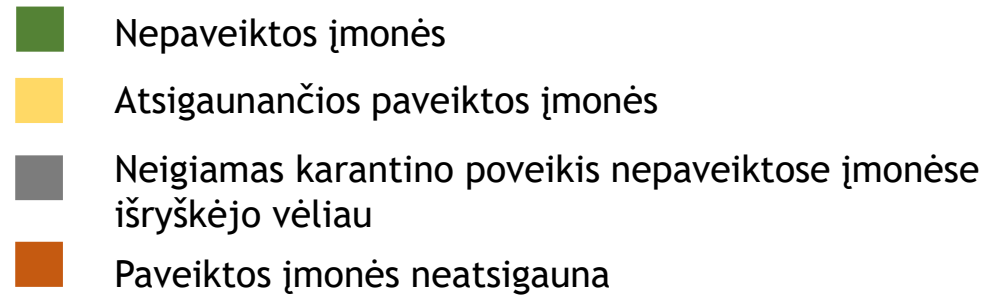 Nepaveiktos įmonės
Atsigaunančios paveiktos įmonės
Neigiamas karantino poveikis nepaveiktose įmonėse
išryškėjo vėliau
Paveiktos įmonės neatsigauna